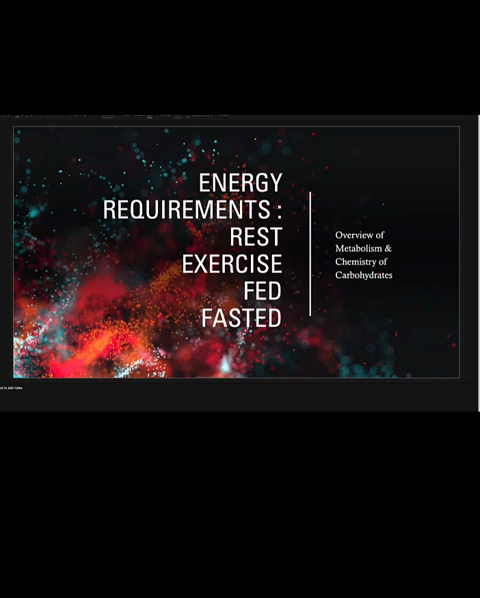 ENERGY
REQUIREMENTS :
REST
EXERCISE
FED
FASTED
Overview of
Metabolism &
Chemistry of
Carbohydrates